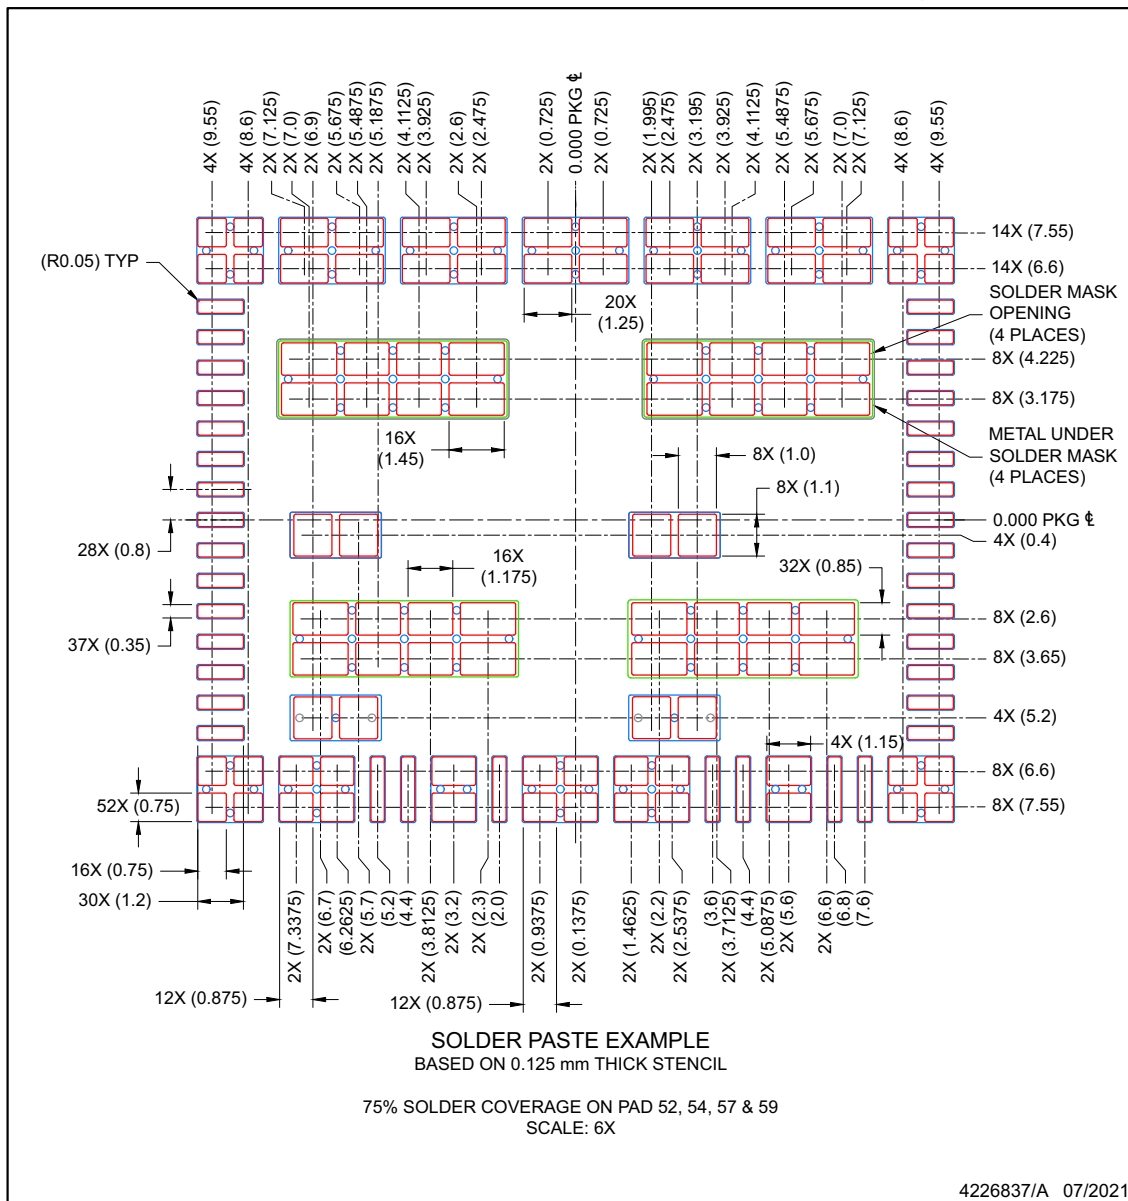 4X (9.55)
4X (8.6)
2X (7.125)
2X (7.0)
2X (6.9)
2X (5.675)
2X (5.4875)
2X (5.1875)
2X (4.1125)
2X (3.925)
2X (2.6)
2X (2.475)
2X (0.725)
0.000 PKG ℄
2X (0.725)
2X (1.995)
2X (2.475)
2X (3.195)
2X (3.925)
2X (4.1125)
2X (5.4875)
2X (5.675)
2X (7.0)
2X (7.125)
4X (8.6)
4X (9.55)
14X (7.55)
(R0.05) TYP
14X (6.6)
SOLDER MASK
OPENING
(4 PLACES)
20X
(1.25)
8X (4.225)
8X (3.175)
METAL UNDER
SOLDER MASK
(4 PLACES)
16X
(1.45)
8X (1.0)
8X (1.1)
0.000 PKG ℄
4X (0.4)
28X (0.8)
16X
(1.175)
32X (0.85)
8X (2.6)
37X (0.35)
8X (3.65)
4X (5.2)
4X (1.15)
8X (6.6)
52X (0.75)
8X (7.55)
16X (0.75)
30X (1.2)
2X (7.3375)
2X (6.7)
(6.2625)
2X (5.7)
(5.2)
(4.4)
2X (3.8125)
2X (3.2)
2X (2.3)
(2.0)
2X (0.9375)
2X (0.1375)
2X (1.4625)
2X (2.2)
2X (2.5375)
(3.6)
2X (3.7125)
(4.4)
2X (5.0875)
2X (5.6)
2X (6.6)
(6.8)
(7.6)
12X (0.875)
12X (0.875)
SOLDER PASTE EXAMPLE
BASED ON 0.125 mm THICK STENCIL
75% SOLDER COVERAGE ON PAD 52, 54, 57 & 59
SCALE: 6X
4226837/A 07/2021